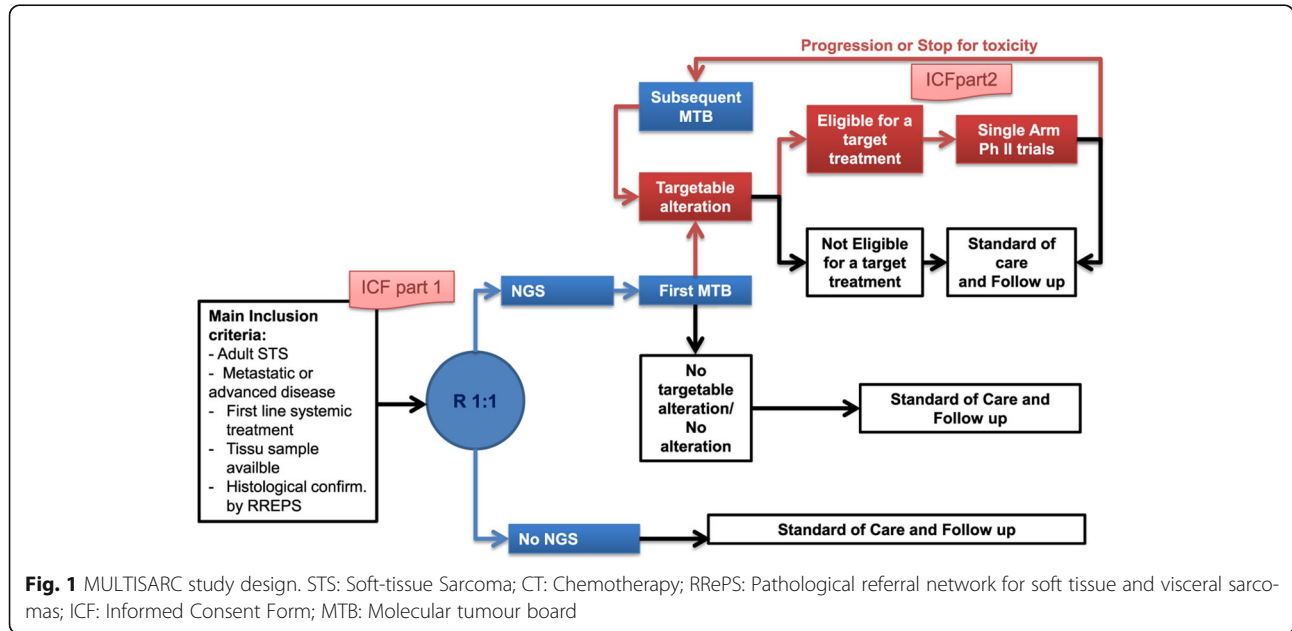 Progression or Stop for toxicity
ICFpart2
Subsequent
MTB
Eligible for a
target
treatment
Single Arm
Ph II trials
Targetable
alteration
Not Eligible
for a target
treatment
Standard of
care
and Follow up
ICF part 1
NGS
First MTB
Main Inclusion
criteria:
- Adult STS
- Metastatic or
advanced disease
- First line systemic
treatment
- Tissu sample
availble
- Histological confirm.
by RREPS
R 1:1
No
targetable
alteration/
No
alteration
Standard of Care and
Follow up
No NGS
Standard of Care and Follow up
Fig. 1 MULTISARC study design. STS: Soft-tissue Sarcoma; CT: Chemotherapy; RRePS: Pathological referral network for soft tissue and visceral sarco-
mas; ICF: Informed Consent Form; MTB: Molecular tumour board